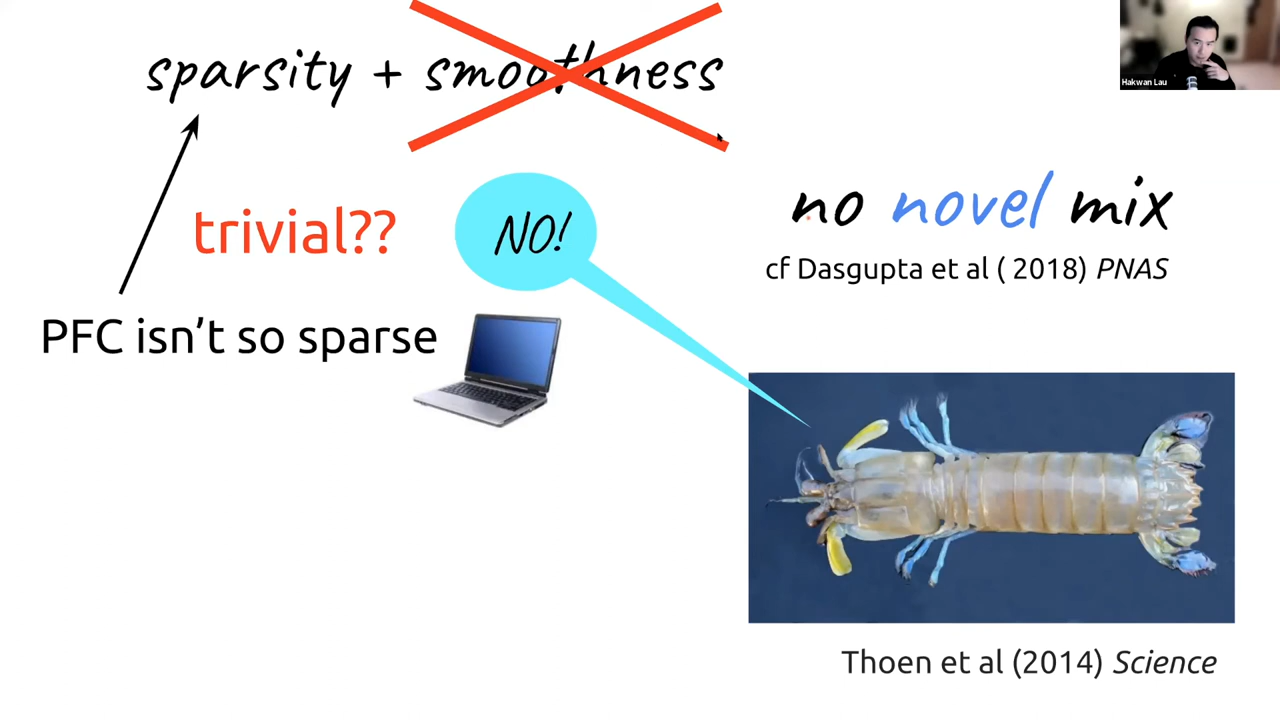 Hakwan Lau
sparsity + smoothness
trivial??
NO!
no novel mix
cf Dasgupta et al ( 2018) PNAS
PFC isn't so sparse
Thoen et al (2014) Science